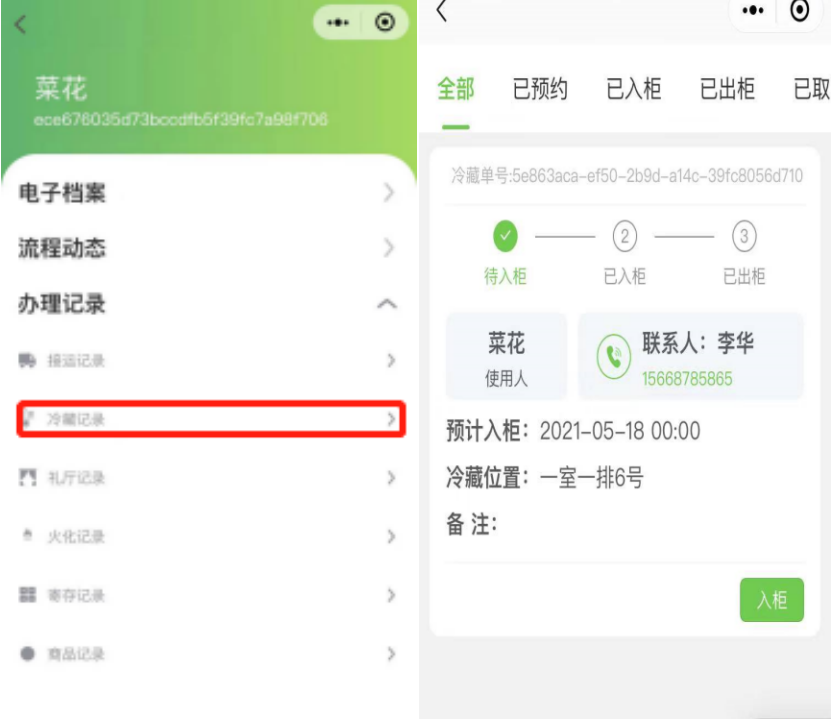 菜花
ece676035d73bccdfb5f39fc7a98f706
电子档案
流程动态
办理记录
接运记录
冷藏记录
礼厅记录
火化记录
寄存记录
商品记录
全部 已预约 已入柜 已出柜 已取
冷藏单号:5e863aca-ef50-2b9d-a14c-39fc8056d710
2 3
待入柜 已入柜 已出柜
菜花
使用人
联系人：李华
15668785865
预计入柜：2021-05-18 00:00
冷藏位置：一室一排6号
备 注：
入柜